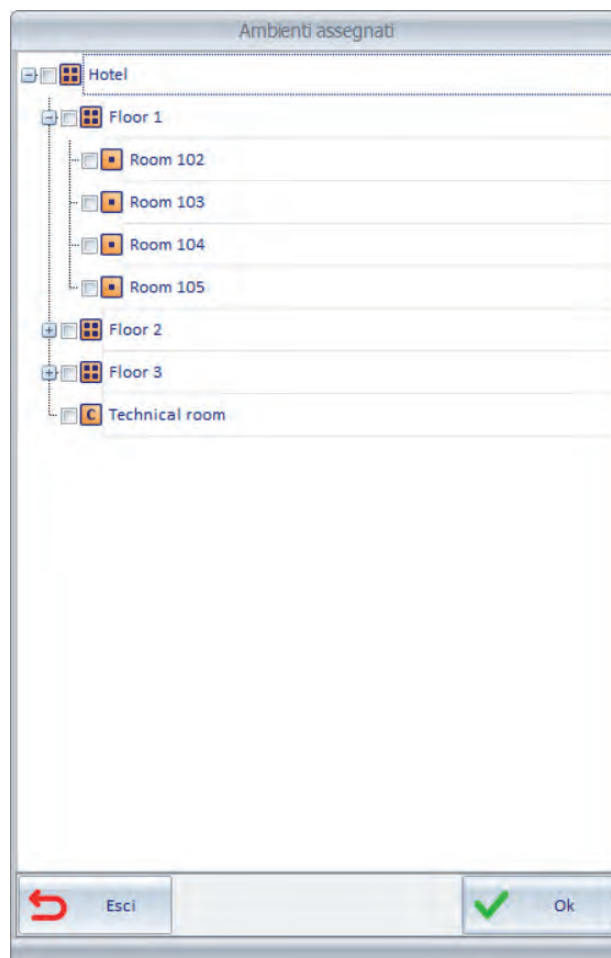 Ambienti assegnati
Hotel
Floor 1
Room 102
Room 103
Room 104
Room 105
Floor 2
Floor 3
C Technical room
Esci
Ok